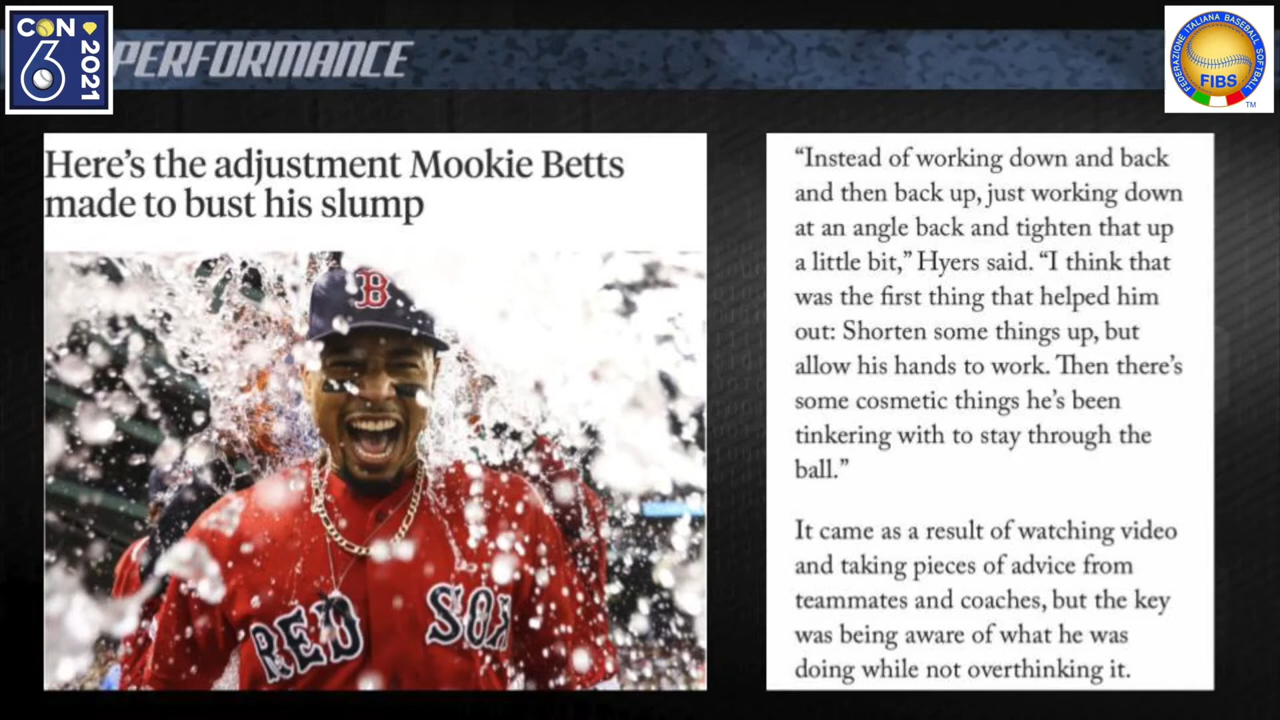 CON
6
2021
PERFORMANCE
FEDERAZIONE ITALIANA BASEBALL SOFTBALL
FIBS
TM
Here’s the adjustment Mookie Betts
made to bust his slump
B
RED SOX
“Instead of working down and back
and then back up, just working down
at an angle back and tighten that up
a little bit,” Hyers said. “I think that
was the first thing that helped him
out: Shorten some things up, but
allow his hands to work. Then there’s
some cosmetic things he’s been
tinkering with to stay through the
ball.”
It came as a result of watching video
and taking pieces of advice from
teammates and coaches, but the key
was being aware of what he was
doing while not overthinking it.